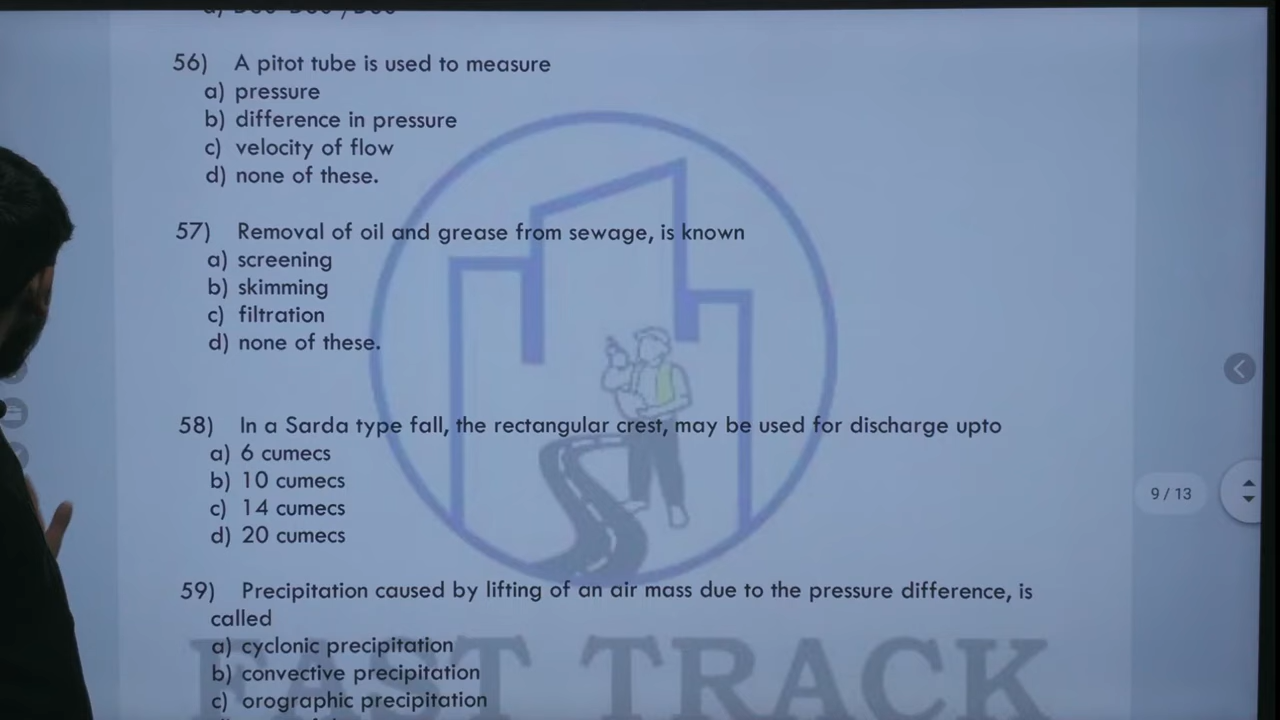 56) A pitot tube is used to measure
a) pressure
b) difference in pressure
c) velocity of flow
d) none of these.
57) Removal of oil and grease from sewage, is known
a) screening
b) skimming
c) filtration
d) none of these.
58) In a Sarda type fall, the rectangular crest, may be used for discharge upto
a) 6 cumecs
b) 10 cumecs
c) 14 cumecs
d) 20 cumecs
9 / 13
59) Precipitation caused by lifting of an air mass due to the pressure difference, is
called
a) cyclonic precipitation
b) convective precipitation
c) orographic precipitation
FAST TRACK